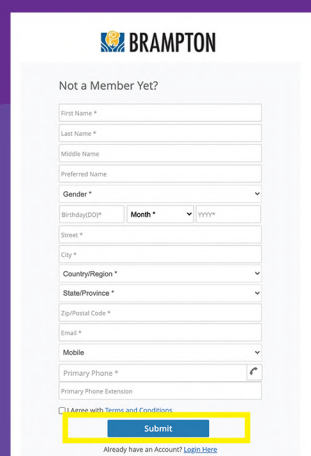 BRAMPTON
Not a Member Yet?
First Name *
Last Name *
Middle Name
Preferred Name
Gender *
Birthday(DD)* Month * YYYY*
Street *
City *
Country/Region *
State/Province *
Zip/Postal Code *
Email *
Mobile
Primary Phone *
Primary Phone Extension
I Agree with Terms and Conditions
Submit
Already have an Account? Login Here